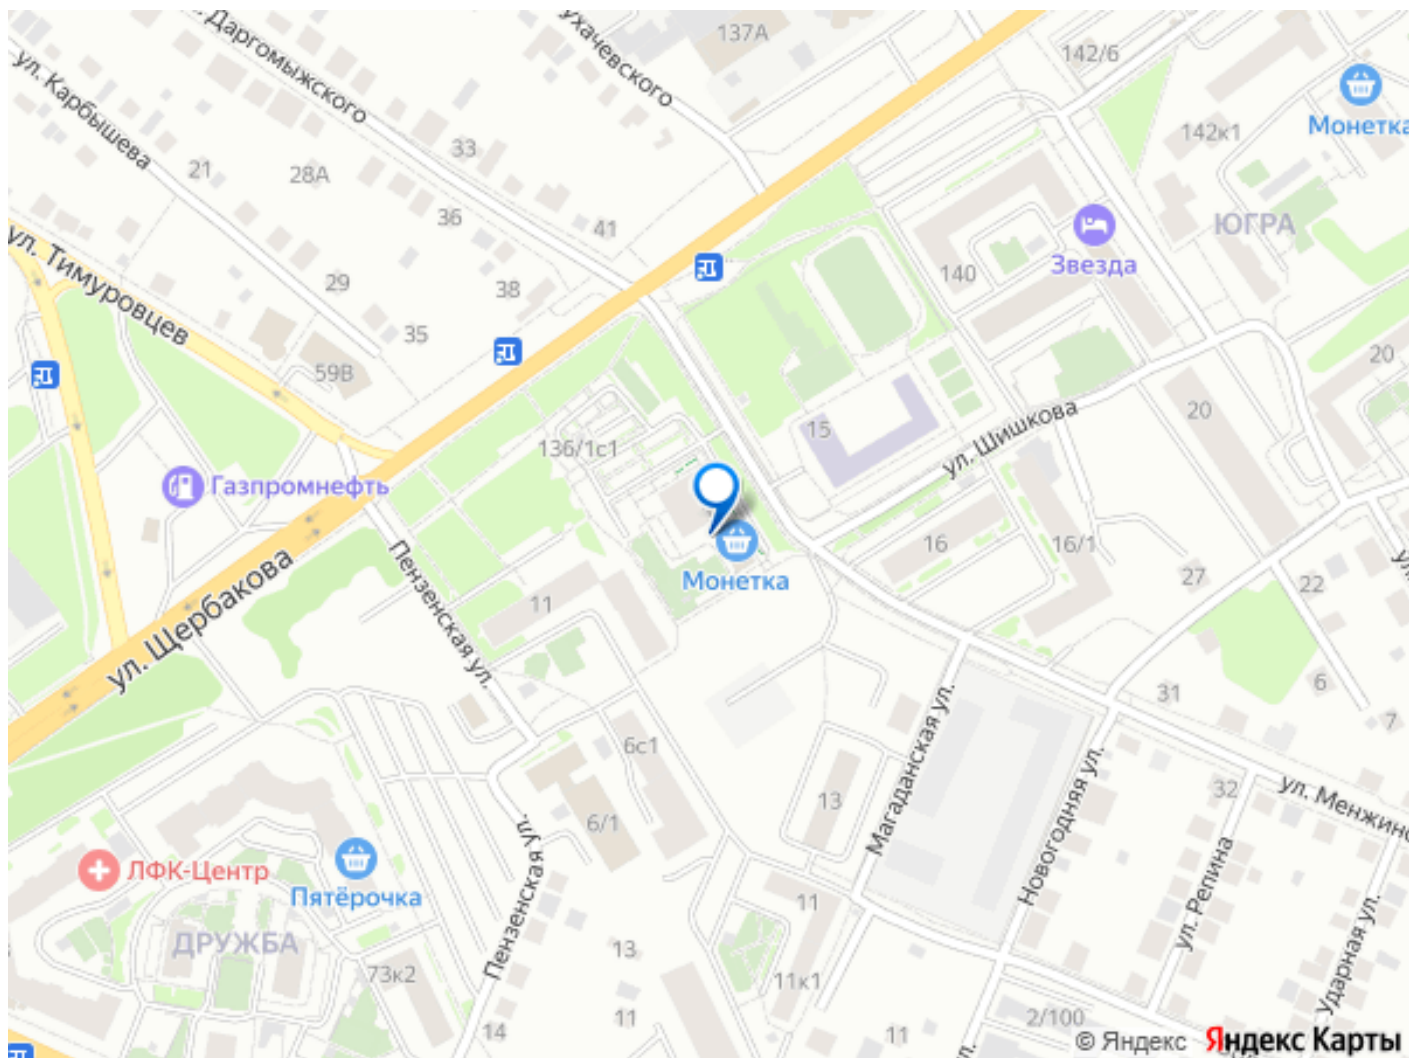 ул. Даргомыжского
ухачевского
137А
142/6
Монетка
ул. Карбышева
21
28А
33
36
41
142к1
ЮГРА
Звезда
140
ул. Тимуровцев
29
38
35
59В
20
20
15
ул. Шишкова
136/1с1
Газпромнефть
ул. Щербакова
Пензенская ул.
Монетка
11
16
16/1
27
22
ул.
6
7
31
Магаданская ул.
Новогодняя ул.
6с1
6/1
13
32
ул. Менжинс
Пензенская ул.
ул. Репина
Ударная ул.
ЛФК-Центр
Пятёрочка
ДРУЖБА
73к2
13
11
11к1
14
11
11
2/100
© Яндекс Яндекс Карты